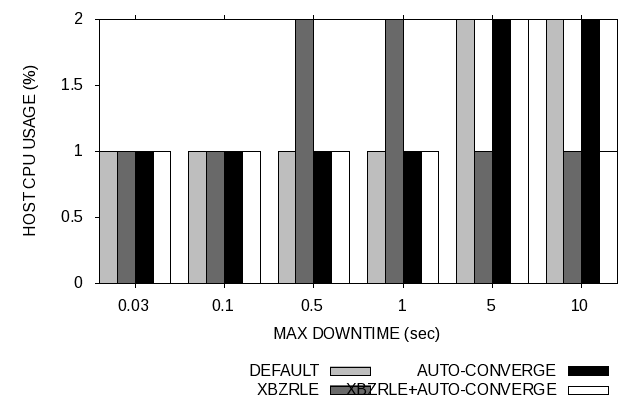 2
1.5
1
0.5
0
HOST CPU USAGE (%)
0.03 0.1 0.5 1 5 10
MAX DOWNTIME (sec)
DEFAULT AUTO-CONVERGE
XBZRLE XBZRLE+AUTO-CONVERGE